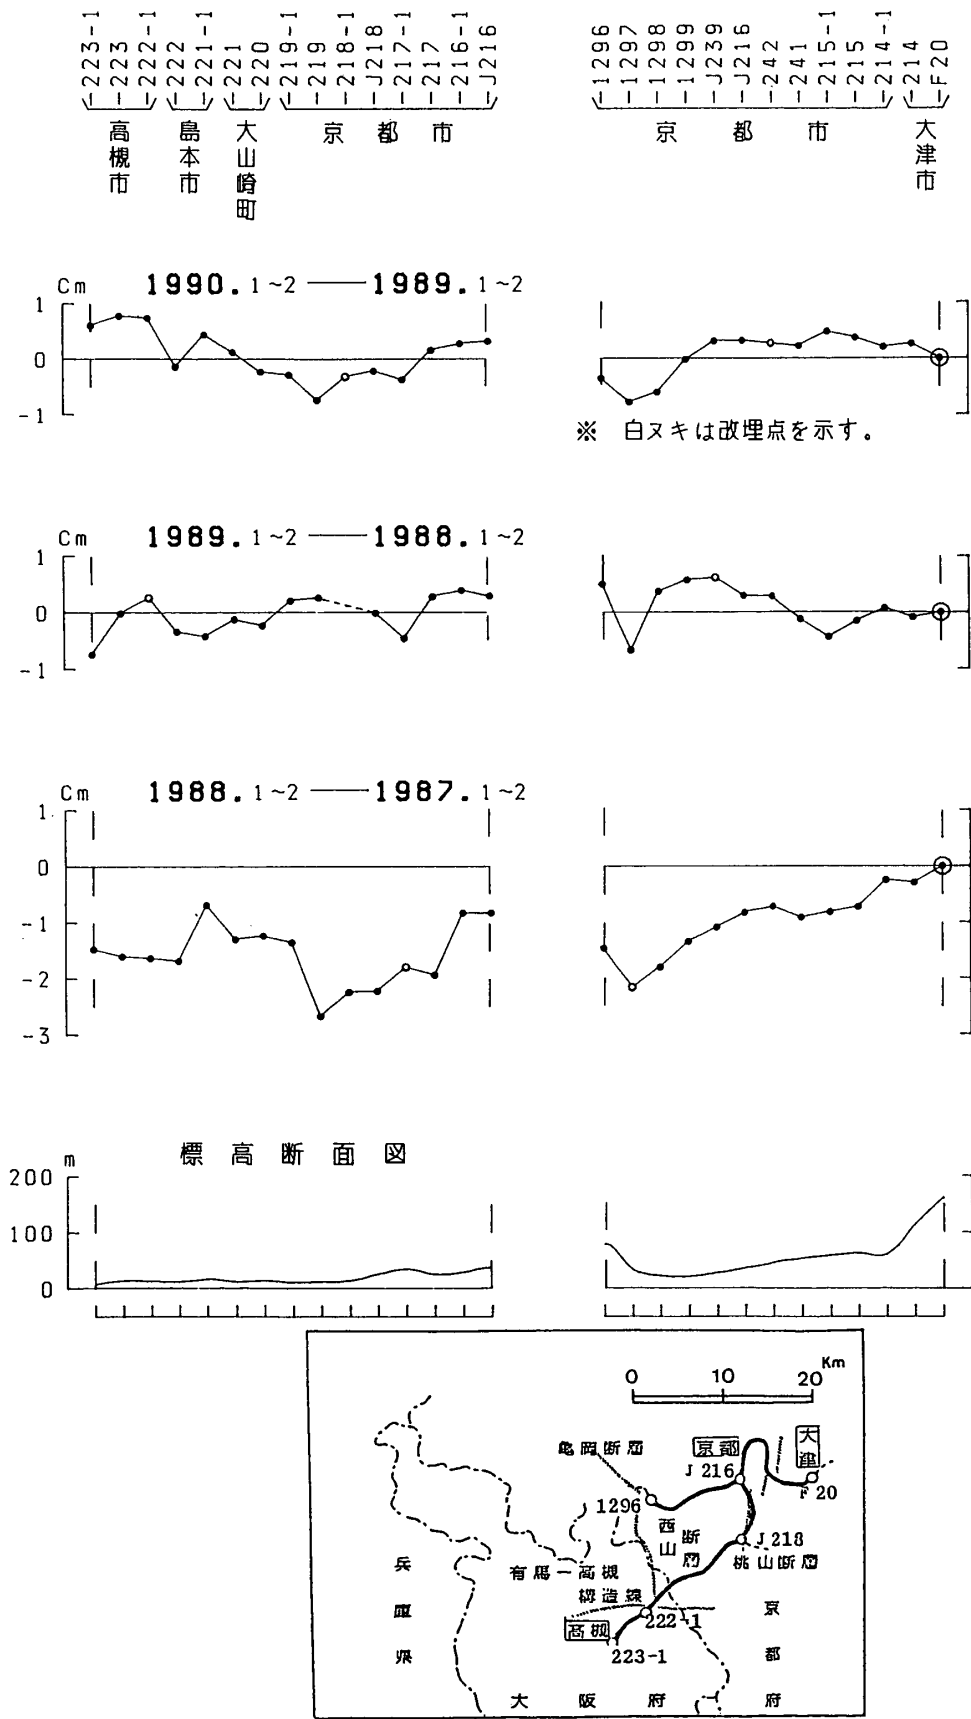 223-1
223
222-1
222
221-1
221
220
219-1
219
218-1
J218
217-1
217
216-1
J216
1296
1297
1298
1299
J239
J216
242
241
215-1
215
214-1
214
F20
高槻市
島本市
大山崎町
京都市
京都市
大津市
Cm 1990. 1~2 —— 1989. 1~2
1
0
-1
※ 白ヌキは改埋点を示す。
Cm 1989. 1~2 —— 1988. 1~2
1
0
-1
Cm 1988. 1~2 —— 1987. 1~2
1
0
-1
-2
-3
m 標高断面図
200
100
0
0 10 20 Km
亀岡断層
京都
大津
J 216
F 20
1296
西山断層
J 218
桃山断層
有馬一高槻構造線
高槻
222-1
223-1
兵庫県
大阪府
京都府